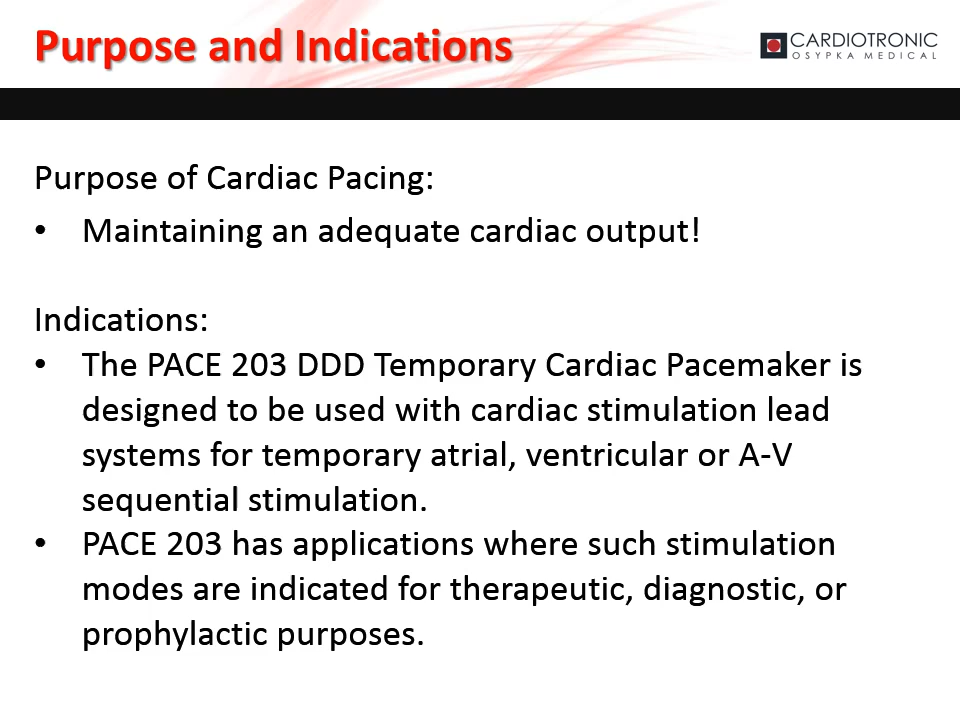 Purpose and Indications
CARDIOTRONIC
OSYPKA MEDICAL
Purpose of Cardiac Pacing:
• Maintaining an adequate cardiac output!
Indications:
• The PACE 203 DDD Temporary Cardiac Pacemaker is
designed to be used with cardiac stimulation lead
systems for temporary atrial, ventricular or A-V
sequential stimulation.
• PACE 203 has applications where such stimulation
modes are indicated for therapeutic, diagnostic, or
prophylactic purposes.